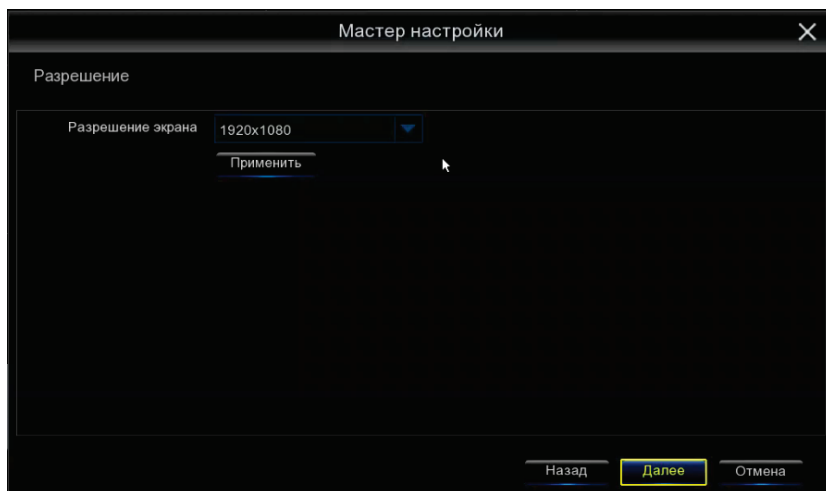 Мастер настройки
Разрешение
Разрешение экрана 1920x1080
Применить
Назад Далее Отмена